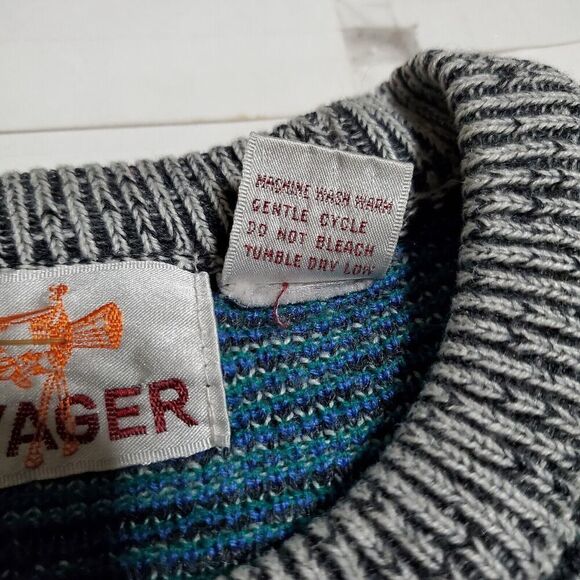 MACHINE WASH WARM
GENTLE CYCLE
DO NOT BLEACH
TUMBLE DRY LOW
YAGER